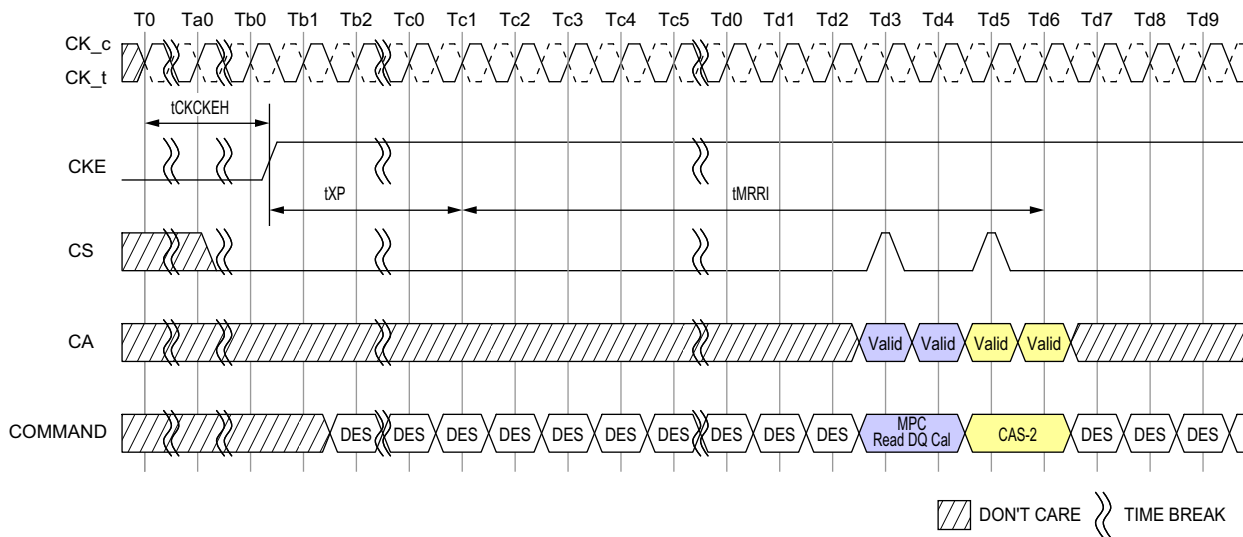 T0 Ta0 Tb0 Tb1 Tb2 Tc0 Tc1 Tc2 Tc3 Tc4 Tc5 Td0 Td1 Td2 Td3 Td4 Td5 Td6 Td7 Td8 Td9
CK_c
CK_t
tCKCKEH
CKE
tXP tMRRI
CS
CA Valid Valid Valid Valid
COMMAND DES DES DES DES DES DES DES DES DES DES MPC Read DQ Cal CAS-2 DES DES DES
DON'T CARE TIME BREAK